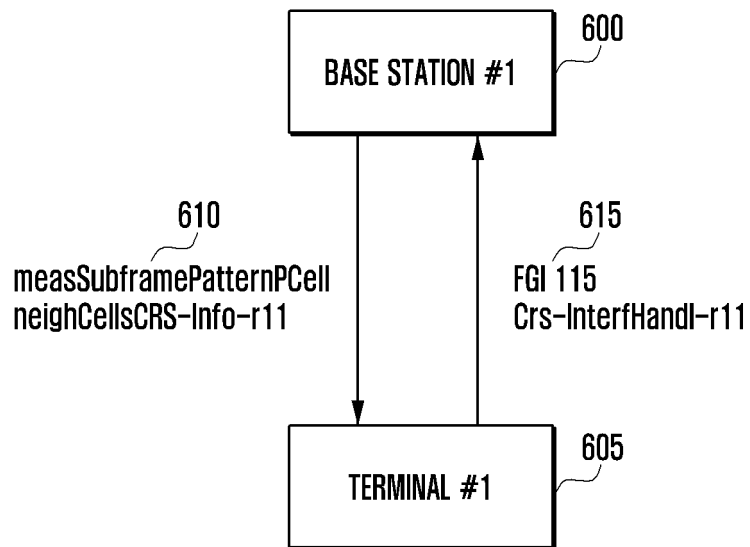 600
BASE STATION #1
610
measSubframePatternPCell
neighCellsCRS-Info-r11
615
FGI 115
Crs-InterfHandl-r11
605
TERMINAL #1